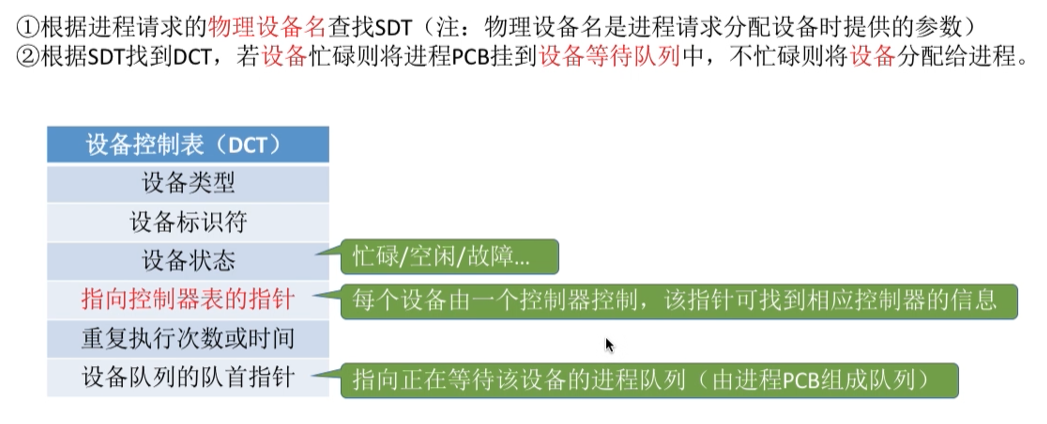 ①根据进程请求的物理设备名查找SDT（注：物理设备名是进程请求分配设备时提供的参数）
②根据SDT找到DCT，若设备忙碌则将进程PCB挂到设备等待队列中，不忙碌则将设备分配给进程。
设备控制表（DCT）
设备类型
设备标识符
设备状态
忙碌/空闲/故障...
指向控制器表的指针
每个设备由一个控制器控制，该指针可找到相应控制器的信息
重复执行次数或时间
设备队列的队首指针
指向正在等待该设备的进程队列（由进程PCB组成队列）